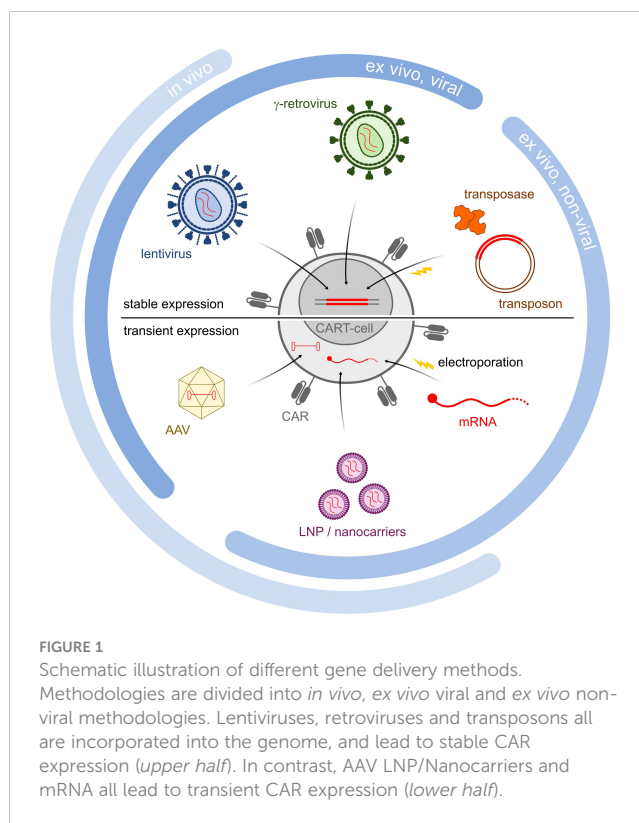 in vivo
ex vivo, viral
ex vivo, non-viral
γ-retrovirus
lentivirus
transposase
transposon
stable expression
transient expression
CART-cell
electroporation
AAV
CAR
mRNA
LNP / nanocarriers
FIGURE 1
Schematic illustration of different gene delivery methods.
Methodologies are divided into in vivo, ex vivo viral and ex vivo non-
viral methodologies. Lentiviruses, retroviruses and transposons all
are incorporated into the genome, and lead to stable CAR
expression (upper half). In contrast, AAV LNP/Nanocarriers and
mRNA all lead to transient CAR expression (lower half).